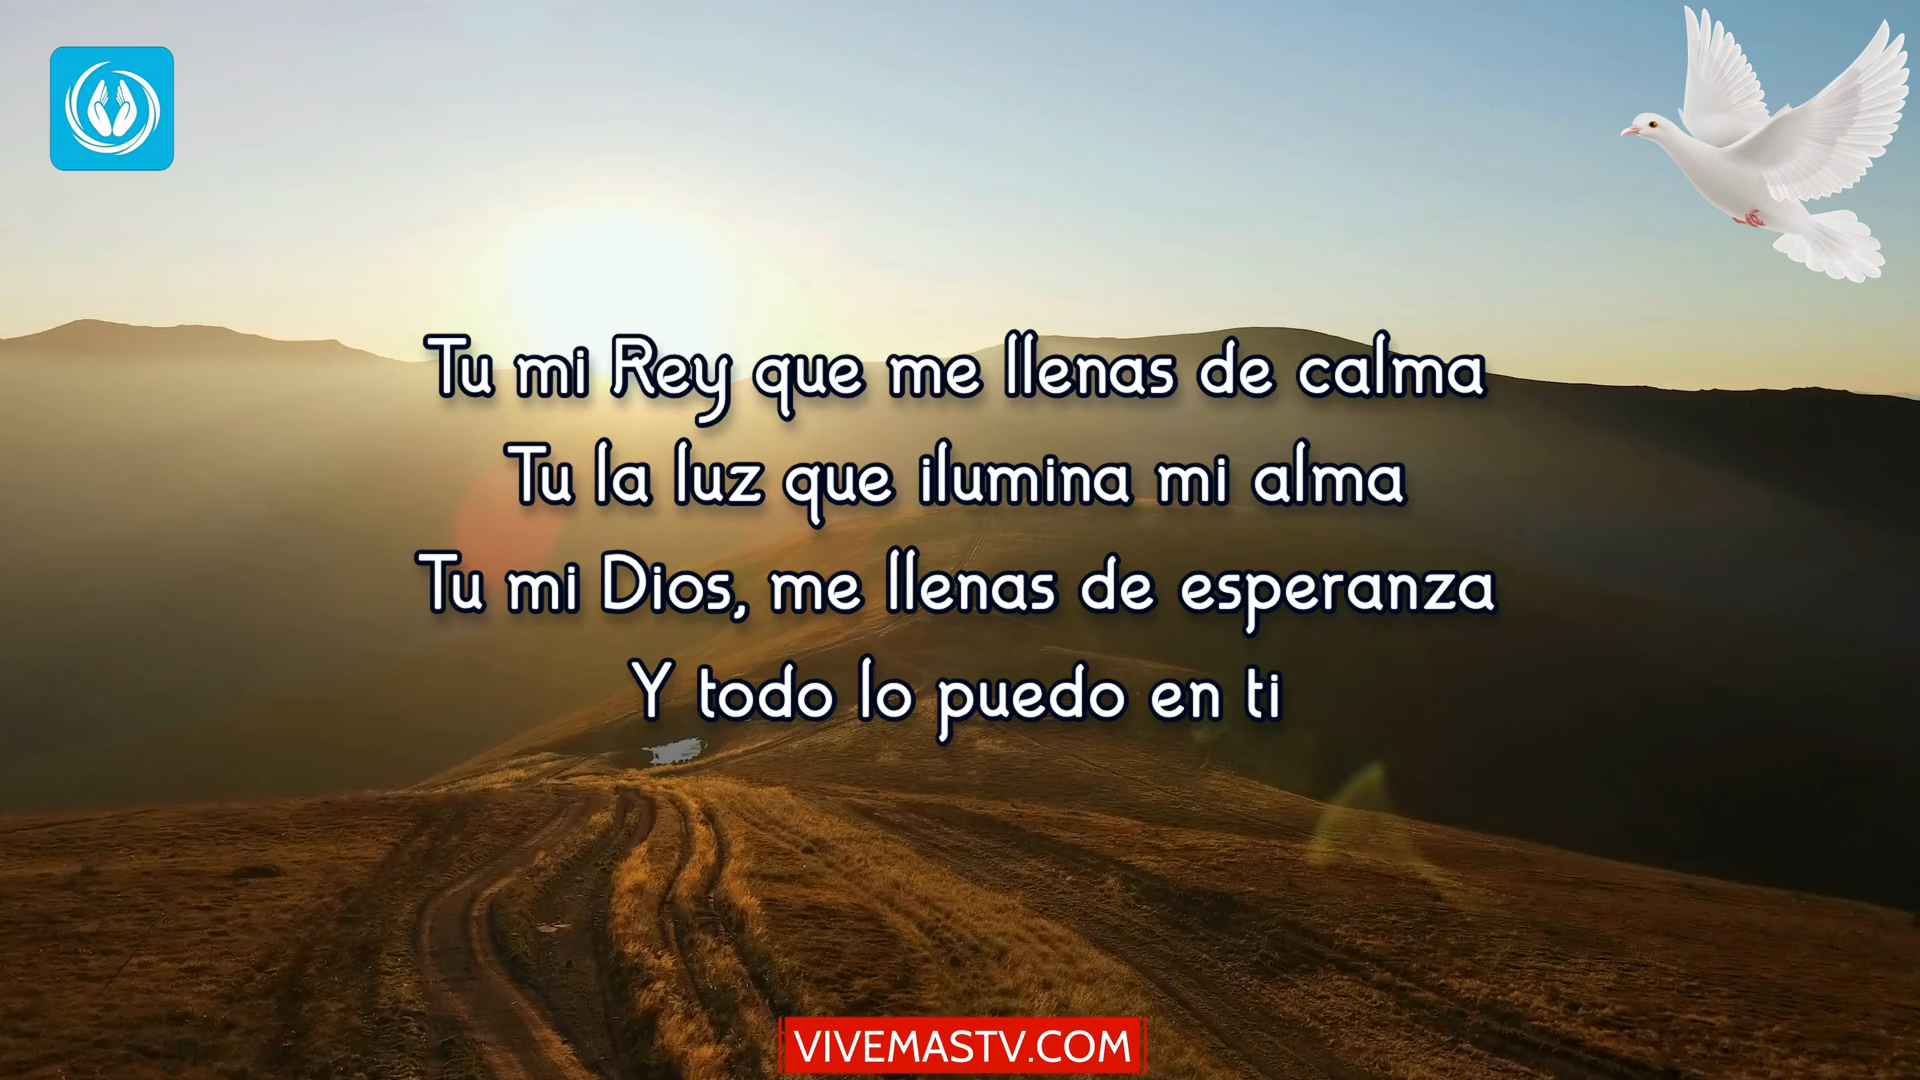 Tu mi Rey que me llenas de calma
Tu la luz que ilumina mi alma
Tu mi Dios, me llenas de esperanza
Y todo lo puedo en ti
VIVEMASTV.COM